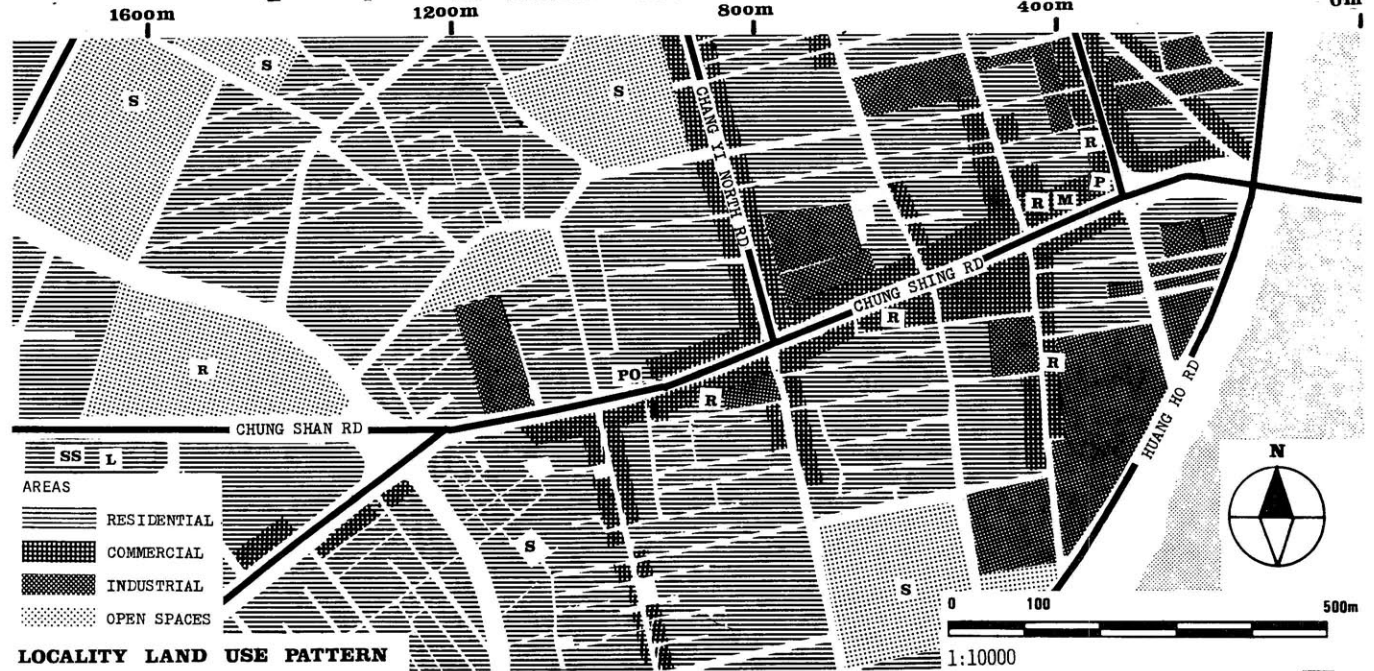 1600m 1200m 800m 400m 0m
S
S
S
CHANG YI NORTH RD
R
P
R M
CHUNG SHING RD
R
R
PO
R
R
HUANG HO RD
CHUNG SHAN RD
SS L
S
S
AREAS
RESIDENTIAL
COMMERCIAL
INDUSTRIAL
OPEN SPACES
LOCALITY LAND USE PATTERN
N
0 100 500m
1:10000